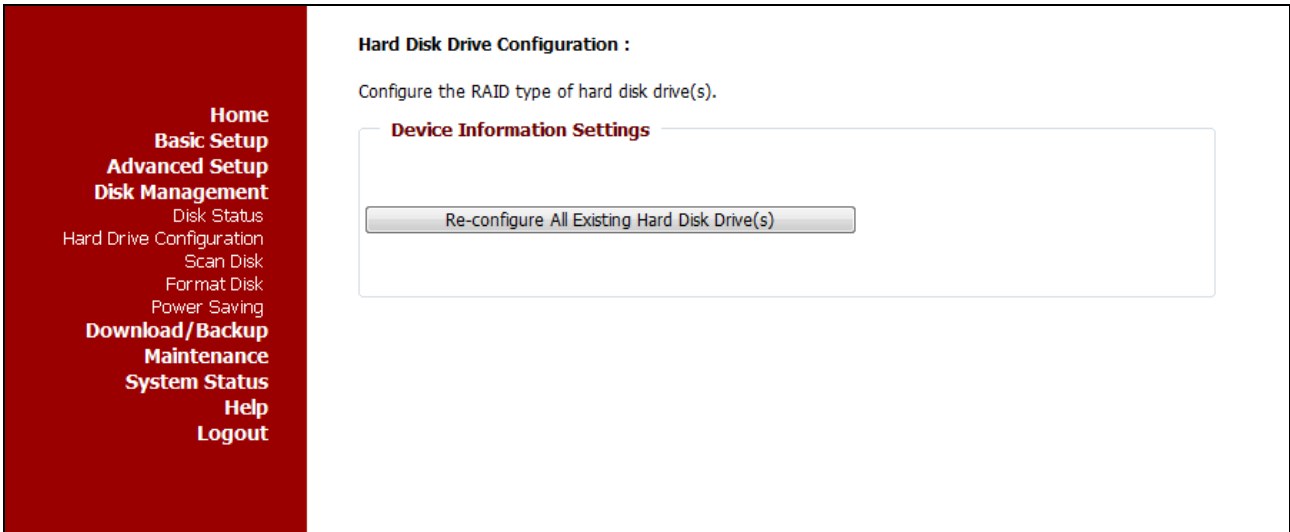 Home
Basic Setup
Advanced Setup
Disk Management
Disk Status
Hard Drive Configuration
Scan Disk
Format Disk
Power Saving
Download/Backup
Maintenance
System Status
Help
Logout
Hard Disk Drive Configuration :
Configure the RAID type of hard disk drive(s).
Device Information Settings
Re-configure All Existing Hard Disk Drive(s)